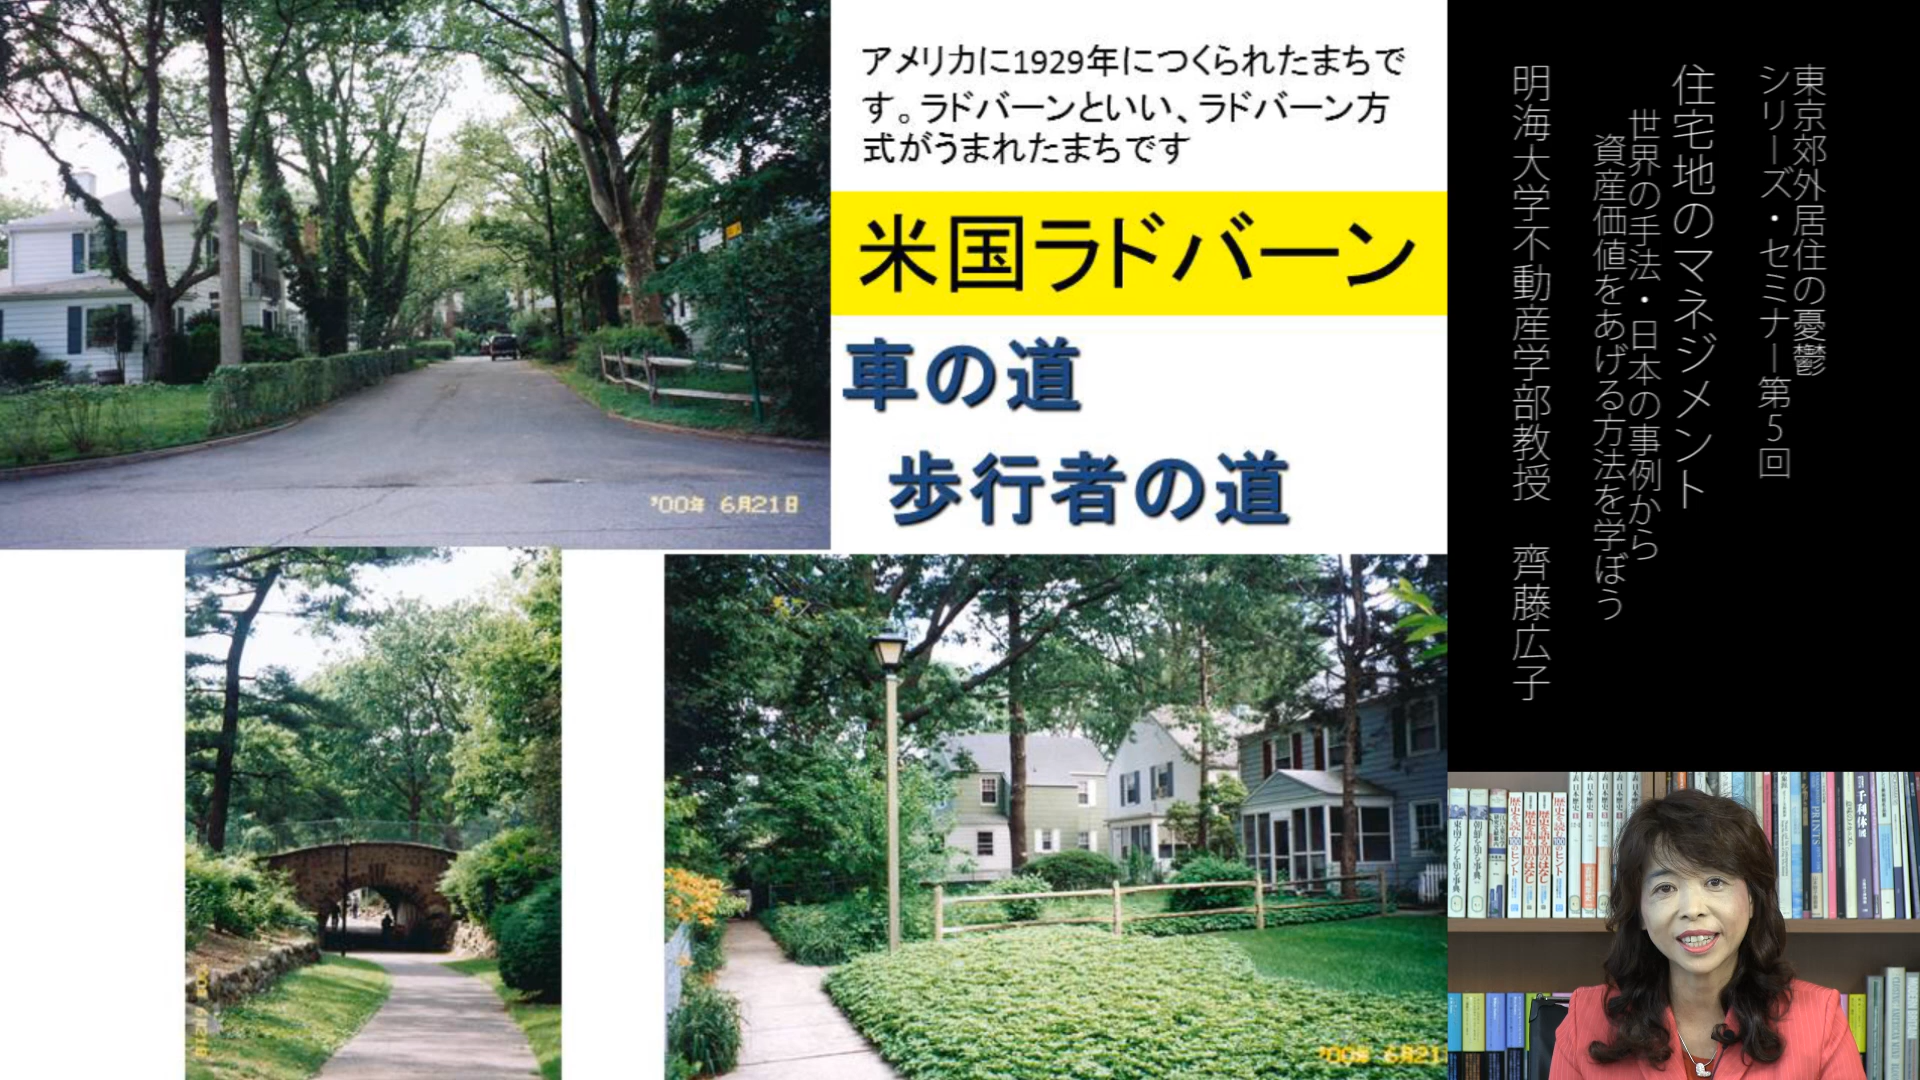 アメリカに1929年につくられたまちで
す。ラドバーンといい、ラドバーン方
式がうまれたまちです
米国ラドバーン
車の道
歩行者の道
'00年 6月21日
'00年 6月21
東京郊外居住の憂鬱
シリーズ・セミナー第5回
住宅地のマネジメント
世界の手法・日本の事例から
資産価値をあげる方法を学ぼう
明海大学不動産学部教授 齊藤広子
千利休
PRINTS